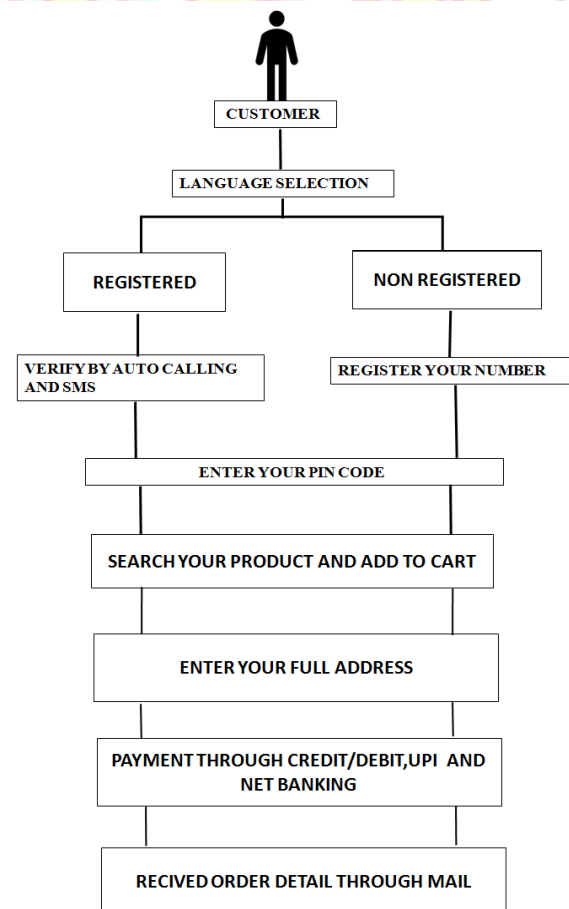 CUSTOMER
LANGUAGE SELECTION
REGISTERED
NON REGISTERED
VERIFY BY AUTO CALLING
AND SMS
REGISTER YOUR NUMBER
ENTER YOUR PIN CODE
SEARCH YOUR PRODUCT AND ADD TO CART
ENTER YOUR FULL ADDRESS
PAYMENT THROUGH CREDIT/DEBIT,UPI AND
NET BANKING
RECIVED ORDER DETAIL THROUGH MAIL